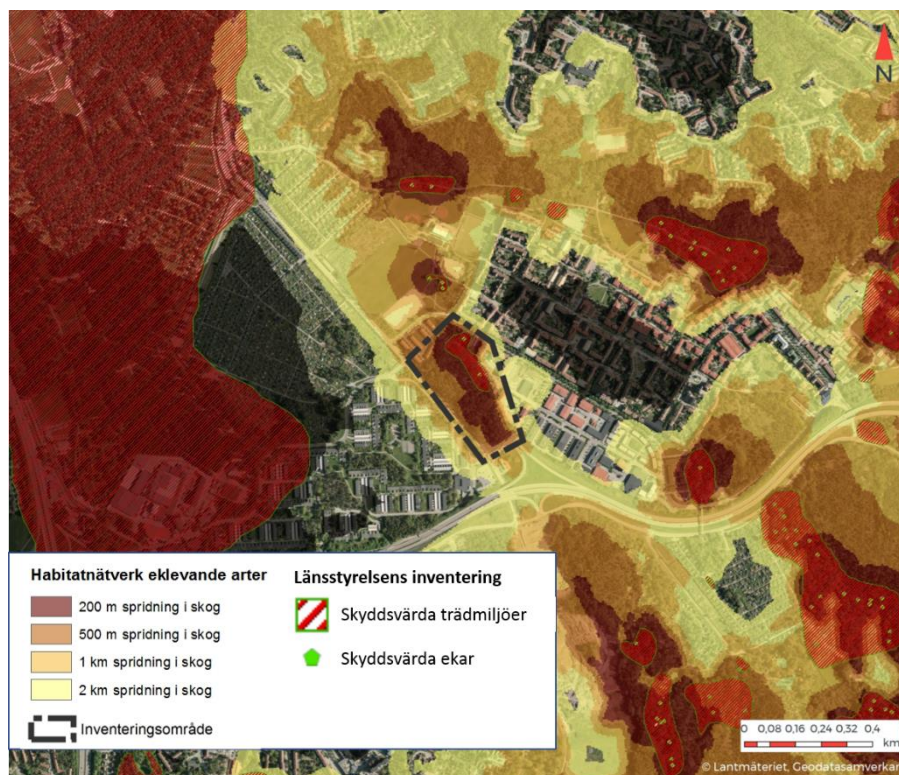 N
Habitatnätverk eklevande arter
200 m spridning i skog
500 m spridning i skog
1 km spridning i skog
2 km spridning i skog
Inventeringsområde
Länsstyrelsens inventering
Skyddsvärda trädmiljöer
Skyddsvärda ekar
0 0,08 0,16 0,24 0,32 0,4
km
© Lantmäteriet, Geodatasamverkan